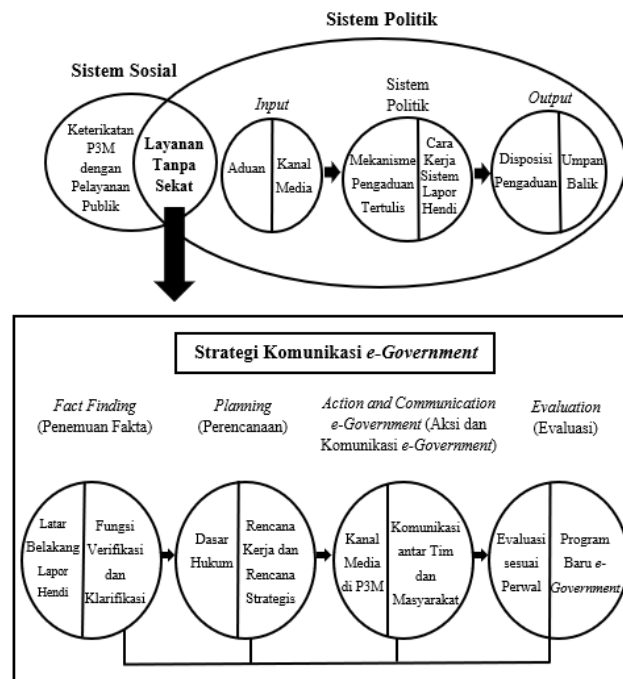 Sistem Politik
Sistem Sosial
Keterikatan
P3M
dengan
Pelayanan
Publik
Layanan
Tanpa
Sekat
Input
Aduan
Kanal
Media
Sistem
Politik
Mekanisme
Pengaduan
Tertulis
Cara
Kerja
Sistem
Lapor
Hendi
Output
Disposisi
Pengaduan
Umpan
Balik
Strategi Komunikasi e-Government
Fact Finding
(Penemuan Fakta)
Planning
(Perencanaan)
Action and Communication
e-Government (Aksi dan
Komunikasi e-Government)
Evaluation
(Evaluasi)
Latar
Belakang
Lapor
Hendi
Fungsi
Verifikasi
dan
Klarifikasi
Dasar
Hukum
Rencana
Kerja dan
Rencana
Strategis
Kanal
Media
di P3M
Komunikasi
antar Tim
dan
Masyarakat
Evaluasi
sesuai
Perwal
Program
Baru e-
Government